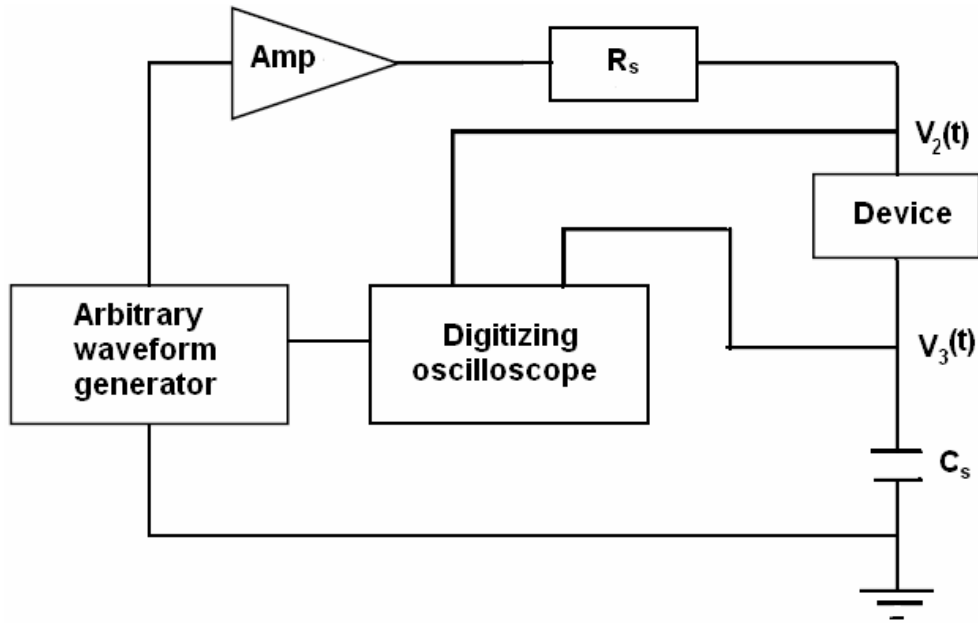 Amp
Rs
V2(t)
Device
Arbitrary
waveform
generator
Digitizing
oscilloscope
V3(t)
Cs